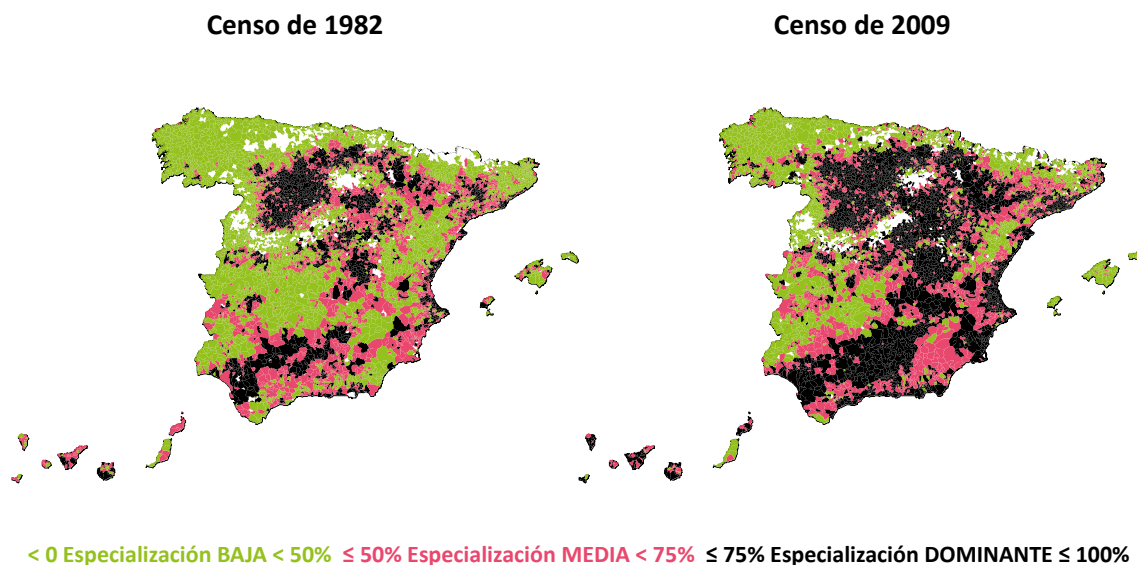 Censo de 1982
Censo de 2009
< 0 Especialización BAJA < 50% ≤ 50% Especialización MEDIA < 75% ≤ 75% Especialización DOMINANTE ≤ 100%